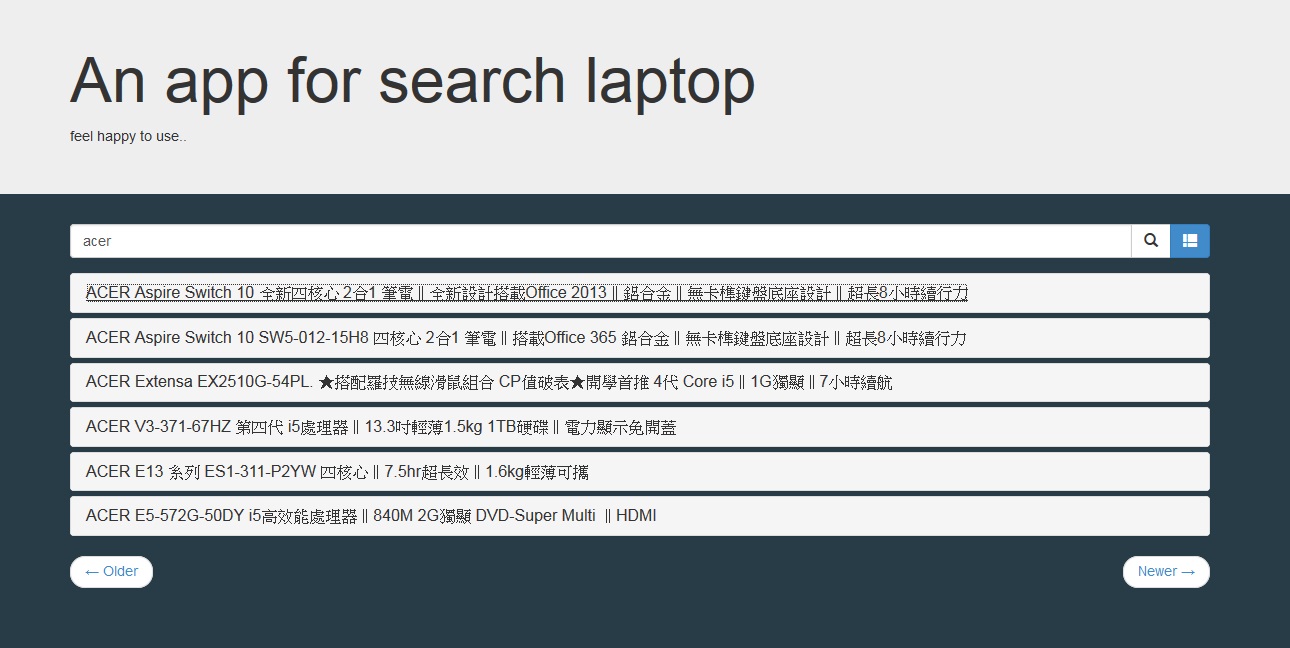 An app for search laptop
feel happy to use..
acer
ACER Aspire Switch 10 全新四核心 2合1 筆電∥全新設計搭載Office 2013∥鋁合金∥無卡榫鍵盤底座設計∥超長8小時續行力
ACER Aspire Switch 10 SW5-012-15H8 四核心 2合1 筆電∥搭載Office 365 鋁合金∥無卡榫鍵盤底座設計∥超長8小時續行力
ACER Extensa EX2510G-54PL. ★搭配羅技無線滑鼠組合 CP值破表★開學首推 4代 Core i5∥1G獨顯∥7小時續航
ACER V3-371-67HZ 第四代 i5處理器∥13.3吋輕薄1.5kg 1TB硬碟∥電力顯示免開蓋
ACER E13 系列 ES1-311-P2YW 四核心∥7.5hr超長效∥1.6kg輕薄可攜
ACER E5-572G-50DY i5高效能處理器∥840M 2G獨顯 DVD-Super Multi ∥HDMI
← Older
Newer →